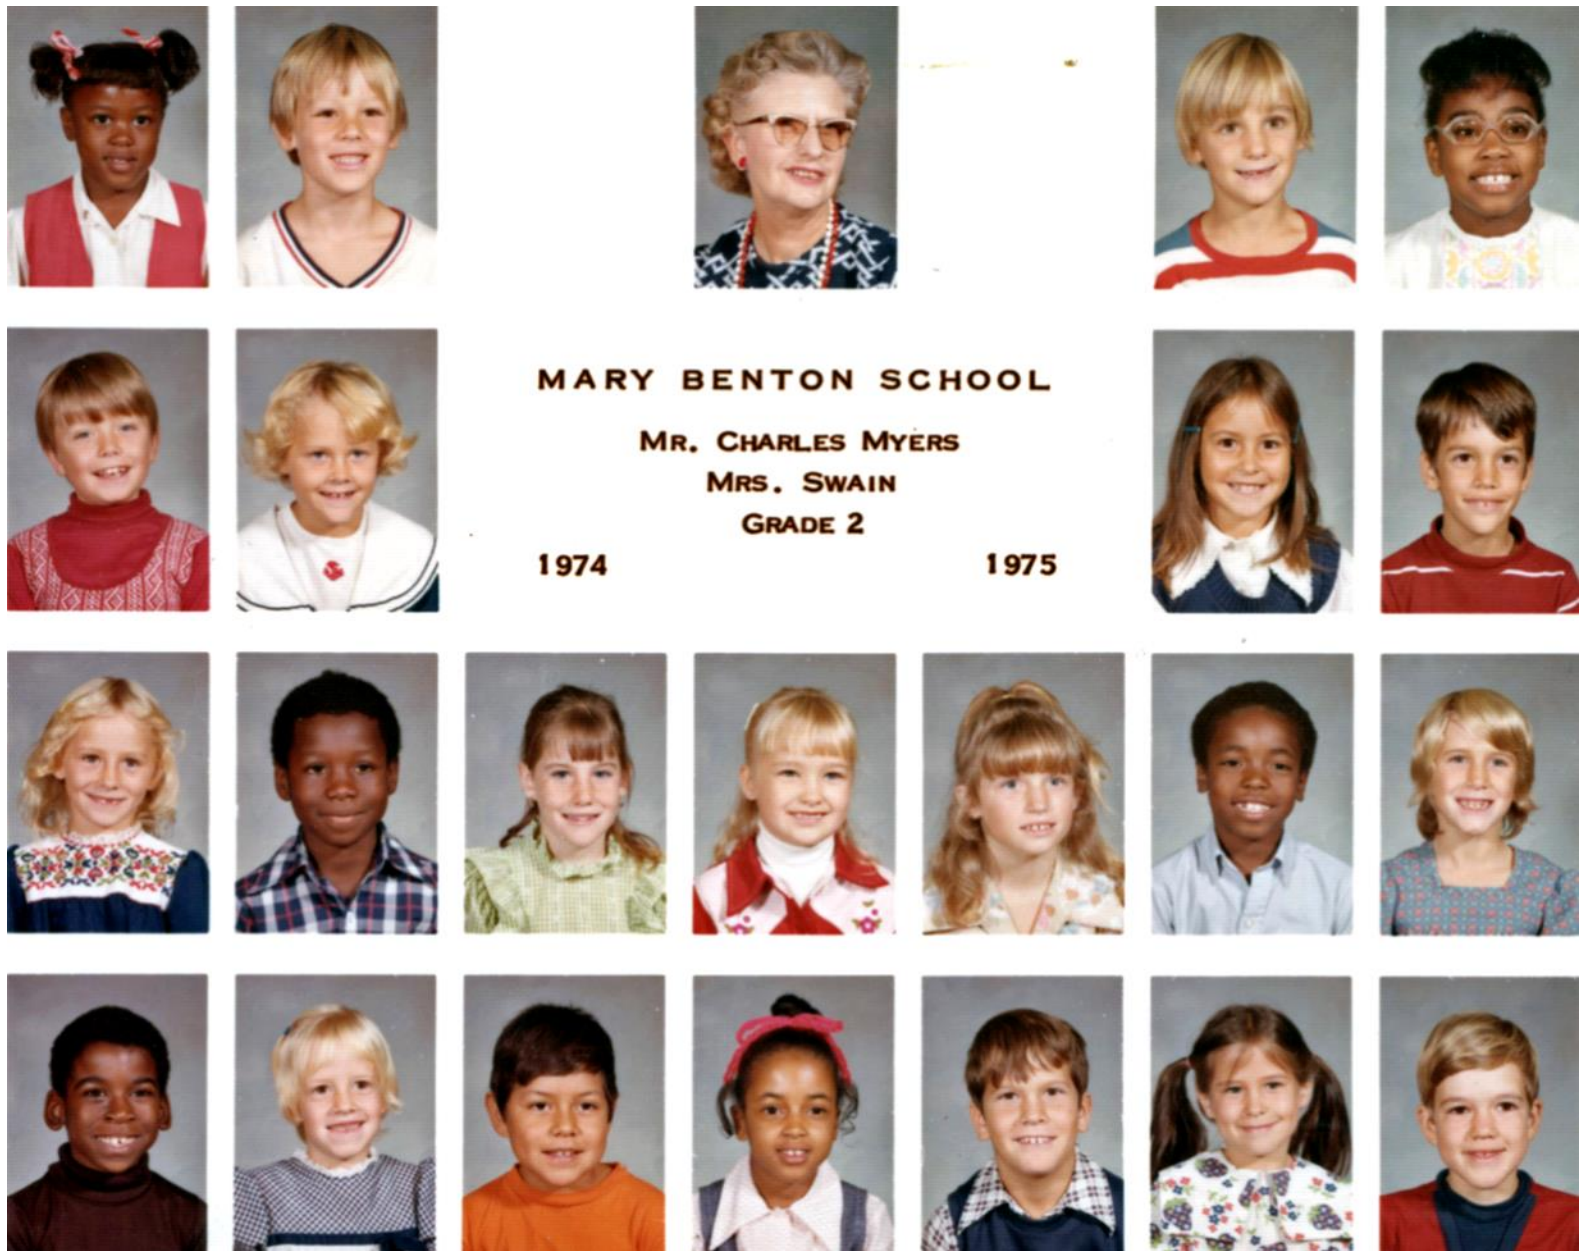 MARY BENTON SCHOOL
MR. CHARLES MYERS
MRS. SWAIN
GRADE 2
1974 1975